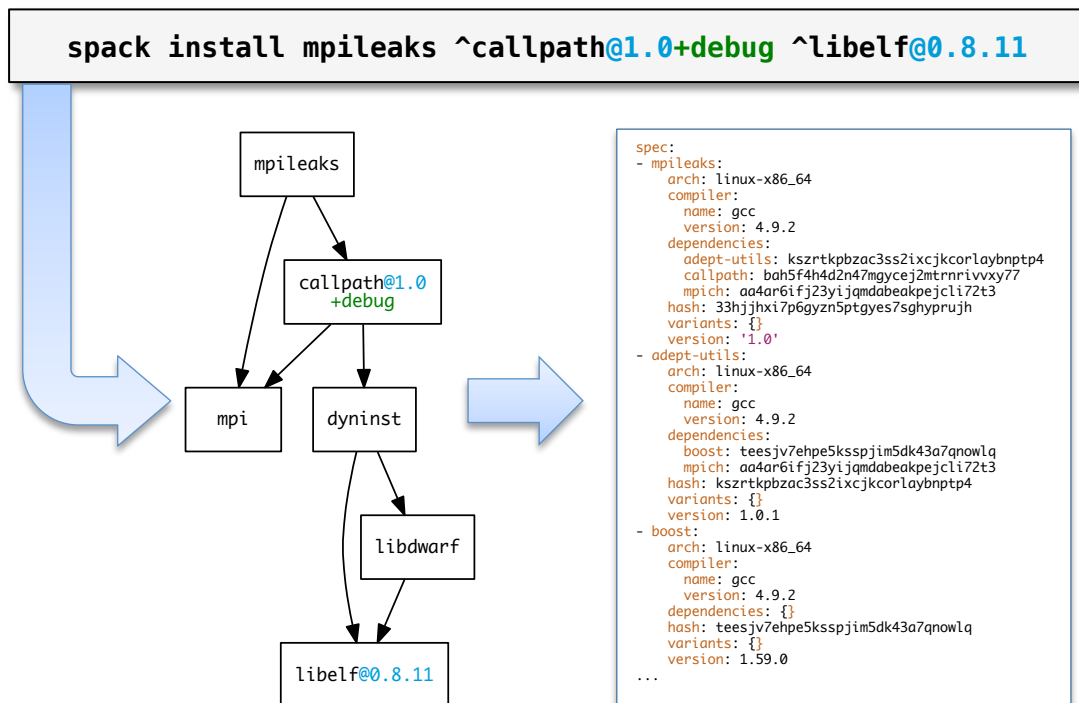 spack install mpileaks ^callpath@1.0+debug ^libelf@0.8.11
mpileaks
callpath@1.0
+debug
mpi
dyninst
libdwarf
libelf@0.8.11
spec:
- mpileaks:
    arch: linux-x86_64
    compiler:
      name: gcc
      version: 4.9.2
    dependencies:
      adept-utils: kszrtkpbzac3ss2ixcjkcorlaybnptp4
      callpath: bah5f4h4d2n47mgycej2mtrnrivvxy77
      mpich: aa4ar6ifj23yijqmdabeakpejcli72t3
    hash: 33hjjhxi7p6gyzn5ptgyes7sghyprujh
    variants: {}
    version: '1.0'
- adept-utils:
    arch: linux-x86_64
    compiler:
      name: gcc
      version: 4.9.2
    dependencies:
      boost: teesjv7ehpe5ksspjim5dk43a7qnowlq
      mpich: aa4ar6ifj23yijqmdabeakpejcli72t3
    hash: kszrtkpbzac3ss2ixcjkcorlaybnptp4
    variants: {}
    version: 1.0.1
- boost:
    arch: linux-x86_64
    compiler:
      name: gcc
      version: 4.9.2
    dependencies: {}
    hash: teesjv7ehpe5ksspjim5dk43a7qnowlq
    variants: {}
    version: 1.59.0
...